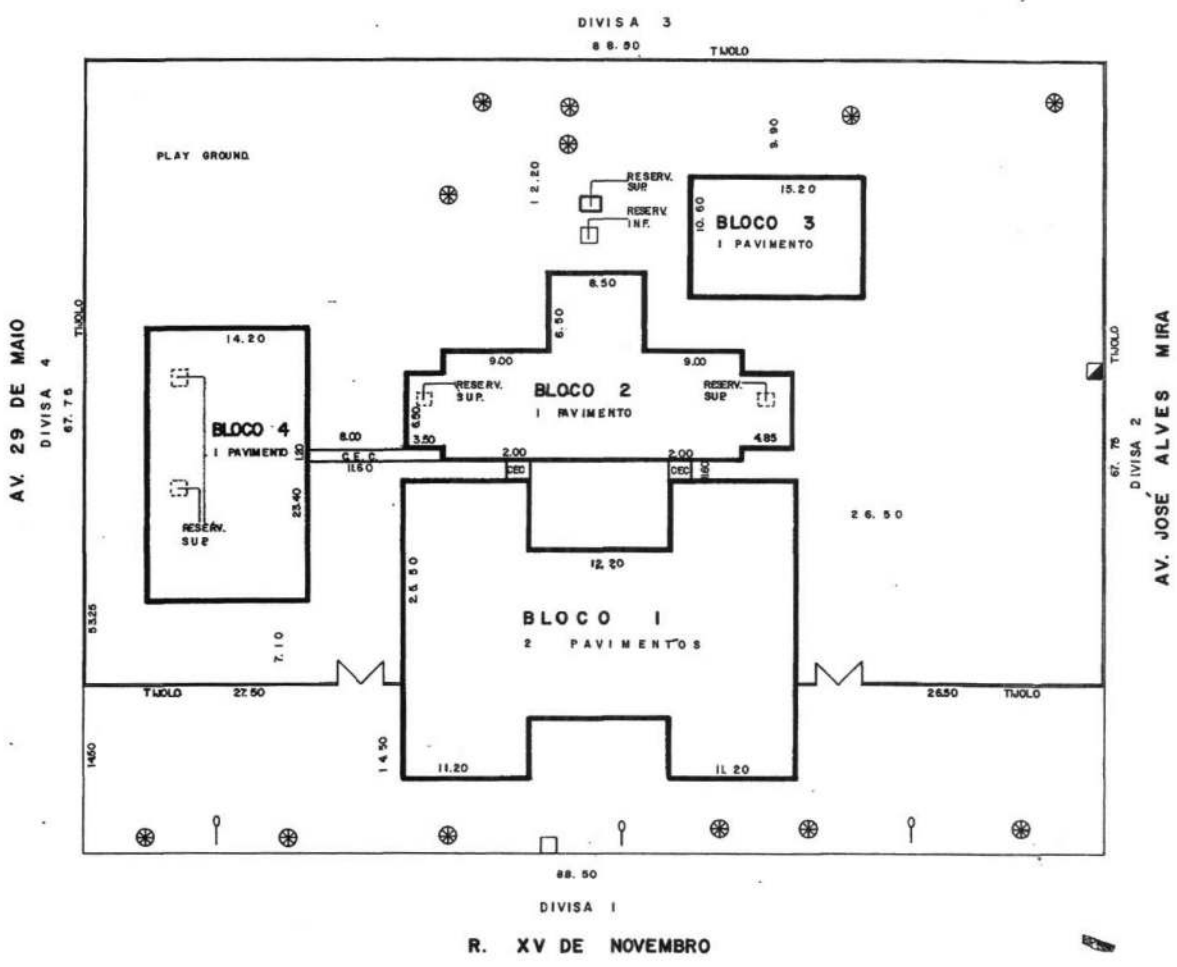 DIVISA 3
88.50
TIJOLO
PLAY GROUND.
12.20
9.90
RESERV.
SUP.
RESERV.
INF.
15.20
10.60
BLOCO 3
1 PAVIMENTO
8.50
6.50
AV. 29 DE MAIO
DIVISA 4
67.75
TIJOLO
14.20
BLOCO 4
1 PAVIMENTO
1.20
23.40
RESERV.
SUP.
8.00
C.E.C.
11.60
9.00
9.00
RESERV.
SUP.
BLOCO 2
1 PAVIMENTO
RESERV.
SUP.
6.50
3.50
4.85
2.00
2.00
CEC
CEC
1.60
TIJOLO
67.75
DIVISA 2
AV. JOSÉ ALVES MIRA
26.50
12.20
25.50
BLOCO 1
2 PAVIMENTOS
53.25
7.10
TIJOLO
27.50
26.50
TIJOLO
14.50
14.50
11.20
11.20
88.50
DIVISA 1
R. XV DE NOVEMBRO